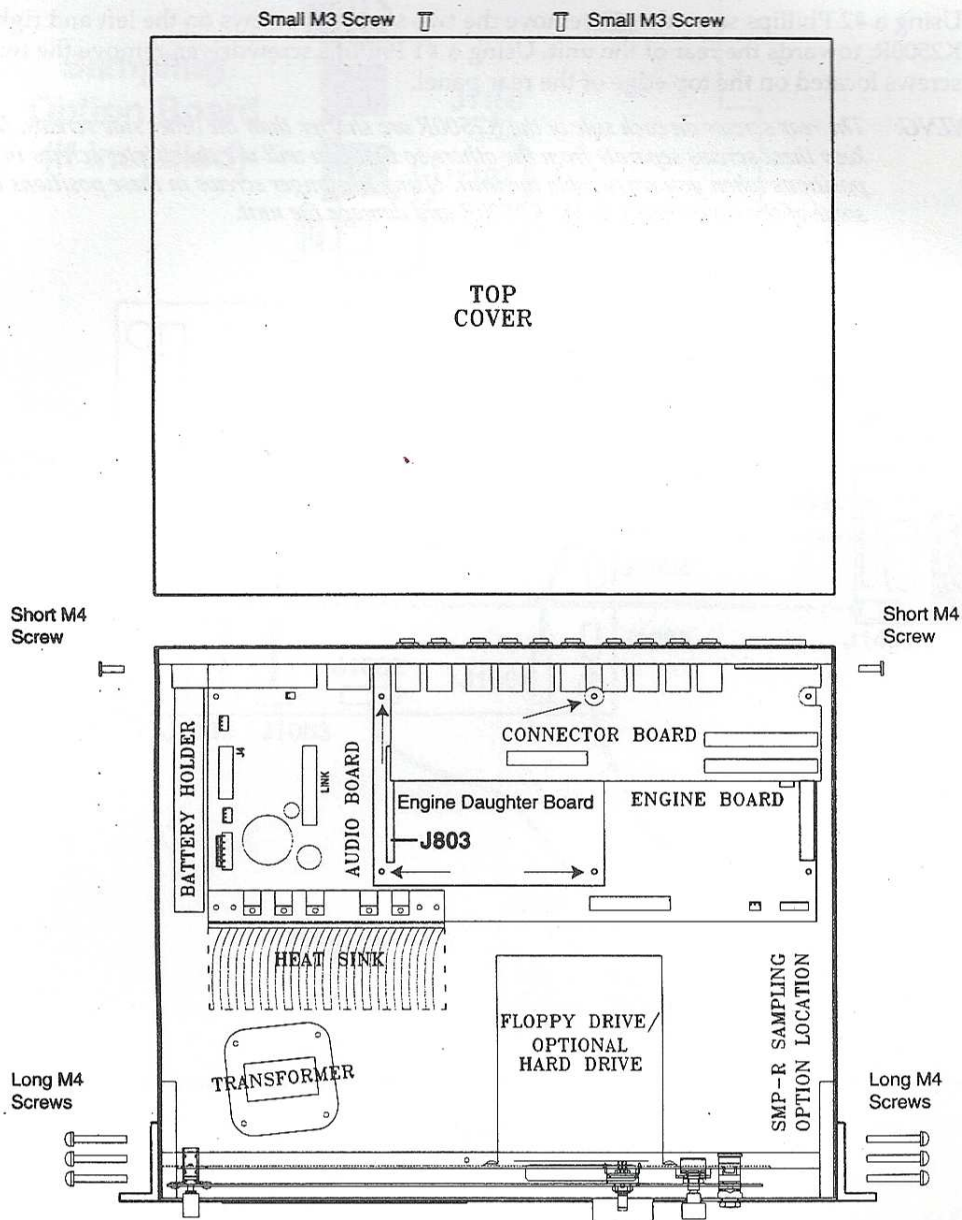 Small M3 Screw
Small M3 Screw
TOP
COVER
Short M4
Screw
Short M4
Screw
BATTERY HOLDER
J4
LINK
AUDIO BOARD
CONNECTOR BOARD
Engine Daughter Board
ENGINE BOARD
J803
HEAT SINK
FLOPPY DRIVE/
OPTIONAL
HARD DRIVE
SMP-R SAMPLING
OPTION LOCATION
TRANSFORMER
Long M4
Screws
Long M4
Screws